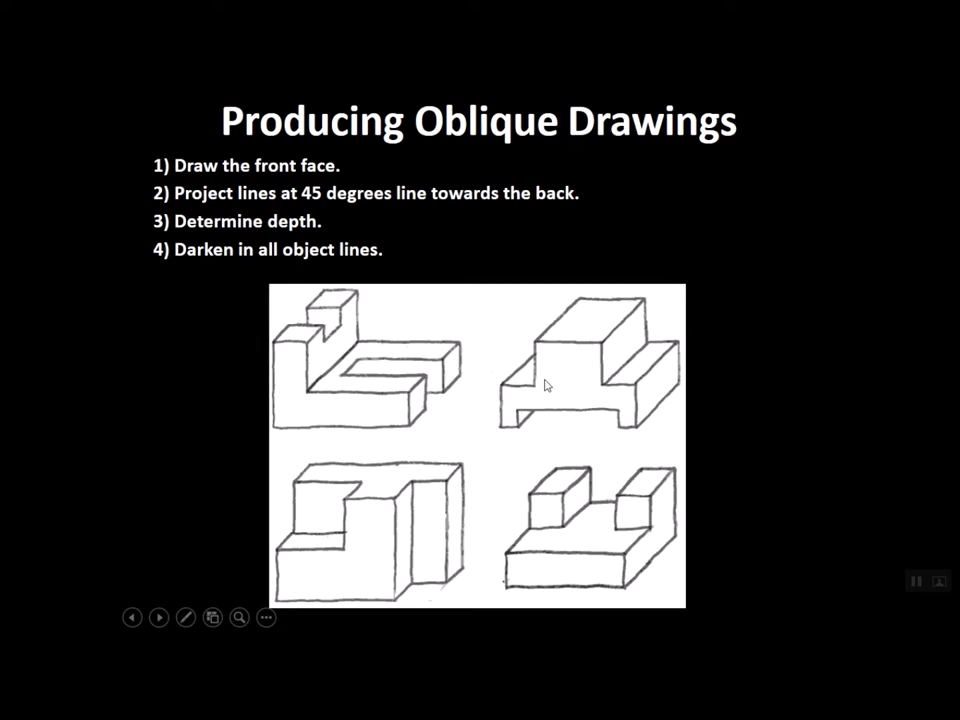 Producing Oblique Drawings
1) Draw the front face.
2) Project lines at 45 degrees line towards the back.
3) Determine depth.
4) Darken in all object lines.